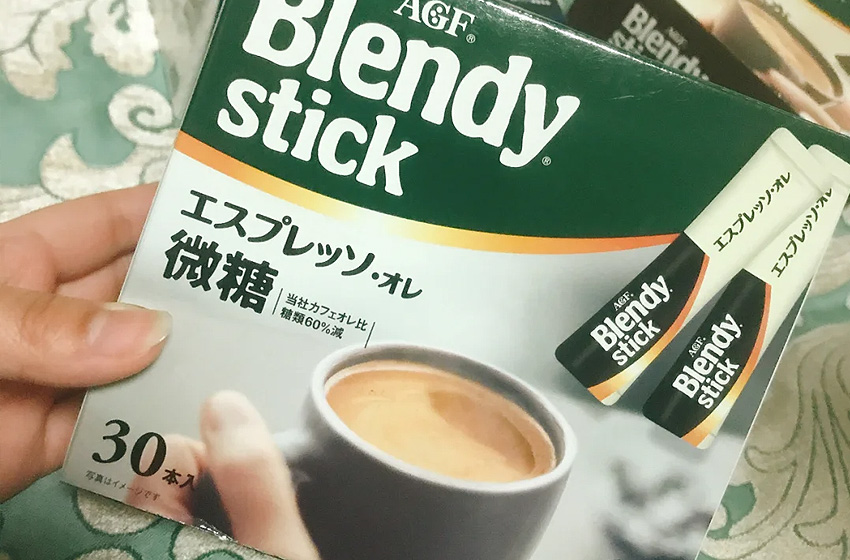 AGF®
Blendy®
stick
エスプレッソ・オレ
微糖
当社カフェオレ比
糖類60%減
30本入
写真はイメージです
エスプレッソ・オレ
AGF
Blendy
stick
エスプレッソ・オレ
AGF
Blendy
stick
AGF
Blendy
stick